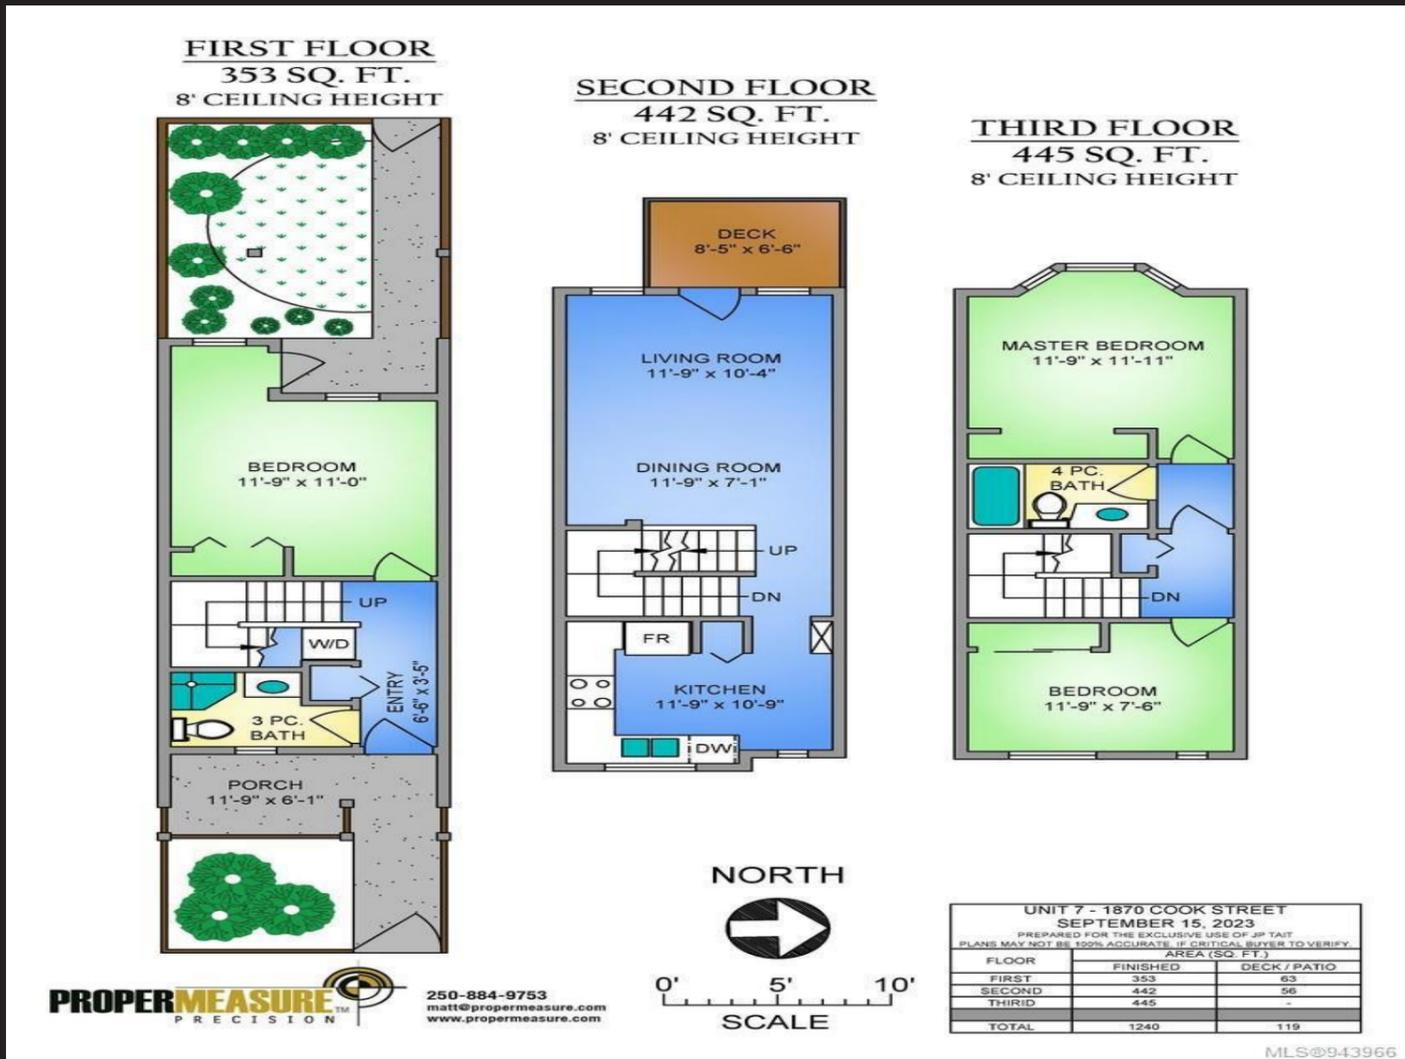 FIRST FLOOR
353 SQ. FT.
8' CEILING HEIGHT
BEDROOM
11'-9" x 11'-0"
UP
W/D
ENTRY
6'-6" x 3'-5"
3 PC.
BATH
PORCH
11'-9" x 6'-1"
SECOND FLOOR
442 SQ. FT.
8' CEILING HEIGHT
DECK
8'-5" x 6'-6"
LIVING ROOM
11'-9" x 10'-4"
DINING ROOM
11'-9" x 7'-1"
UP
DN
FR
KITCHEN
11'-9" x 10'-9"
DW
THIRD FLOOR
445 SQ. FT.
8' CEILING HEIGHT
MASTER BEDROOM
11'-9" x 11'-11"
4 PC.
BATH
DN
BEDROOM
11'-9" x 7'-6"
PROPERMEASURE TM
PRECISION
250-884-9753
matt@propermeasure.com
www.propermeasure.com
NORTH
0' 5' 10'
SCALE
UNIT 7 - 1870 COOK STREET
SEPTEMBER 15, 2023
PREPARED FOR THE EXCLUSIVE USE OF JP TAIT
PLANS MAY NOT BE 100% ACCURATE, IF CRITICAL BUYER TO VERIFY.
FLOOR AREA (SQ. FT.)
FINISHED DECK / PATIO
FIRST 353 63
SECOND 442 56
THIRID 445 -
TOTAL 1240 119
MLS®943966